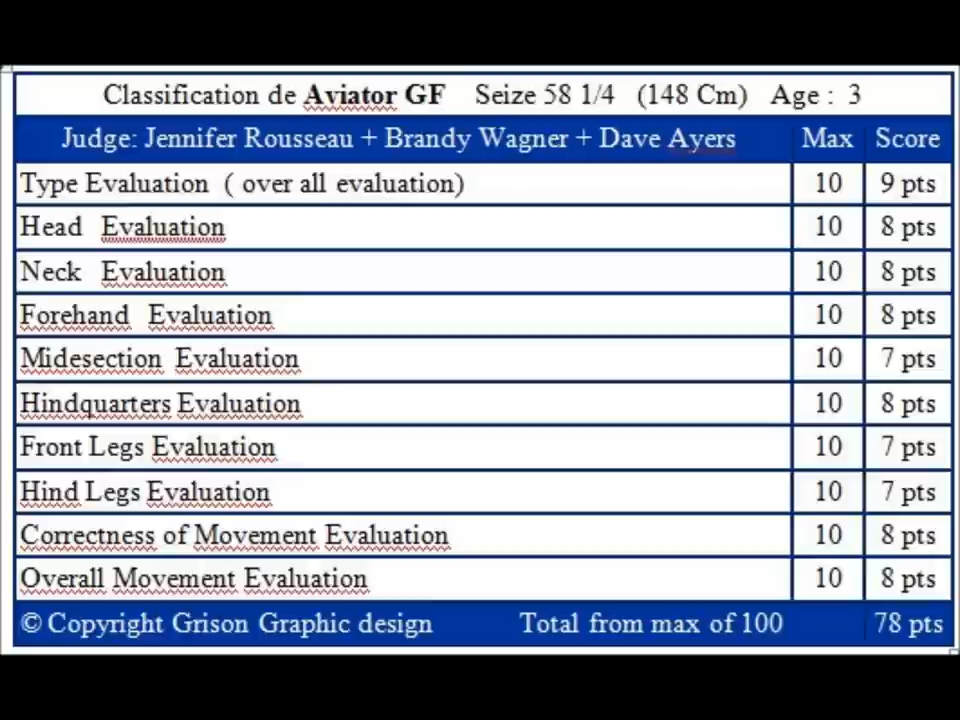 Classification de Aviator GF Seize 58 1/4 (148 Cm) Age : 3
Judge: Jennifer Rousseau + Brandy Wagner + Dave Ayers Max Score
Type Evaluation ( over all evaluation) 10 9 pts
Head Evaluation 10 8 pts
Neck Evaluation 10 8 pts
Forehand Evaluation 10 8 pts
Midesection Evaluation 10 7 pts
Hindquarters Evaluation 10 8 pts
Front Legs Evaluation 10 7 pts
Hind Legs Evaluation 10 7 pts
Correctness of Movement Evaluation 10 8 pts
Overall Movement Evaluation 10 8 pts
© Copyright Grison Graphic design Total from max of 100 78 pts